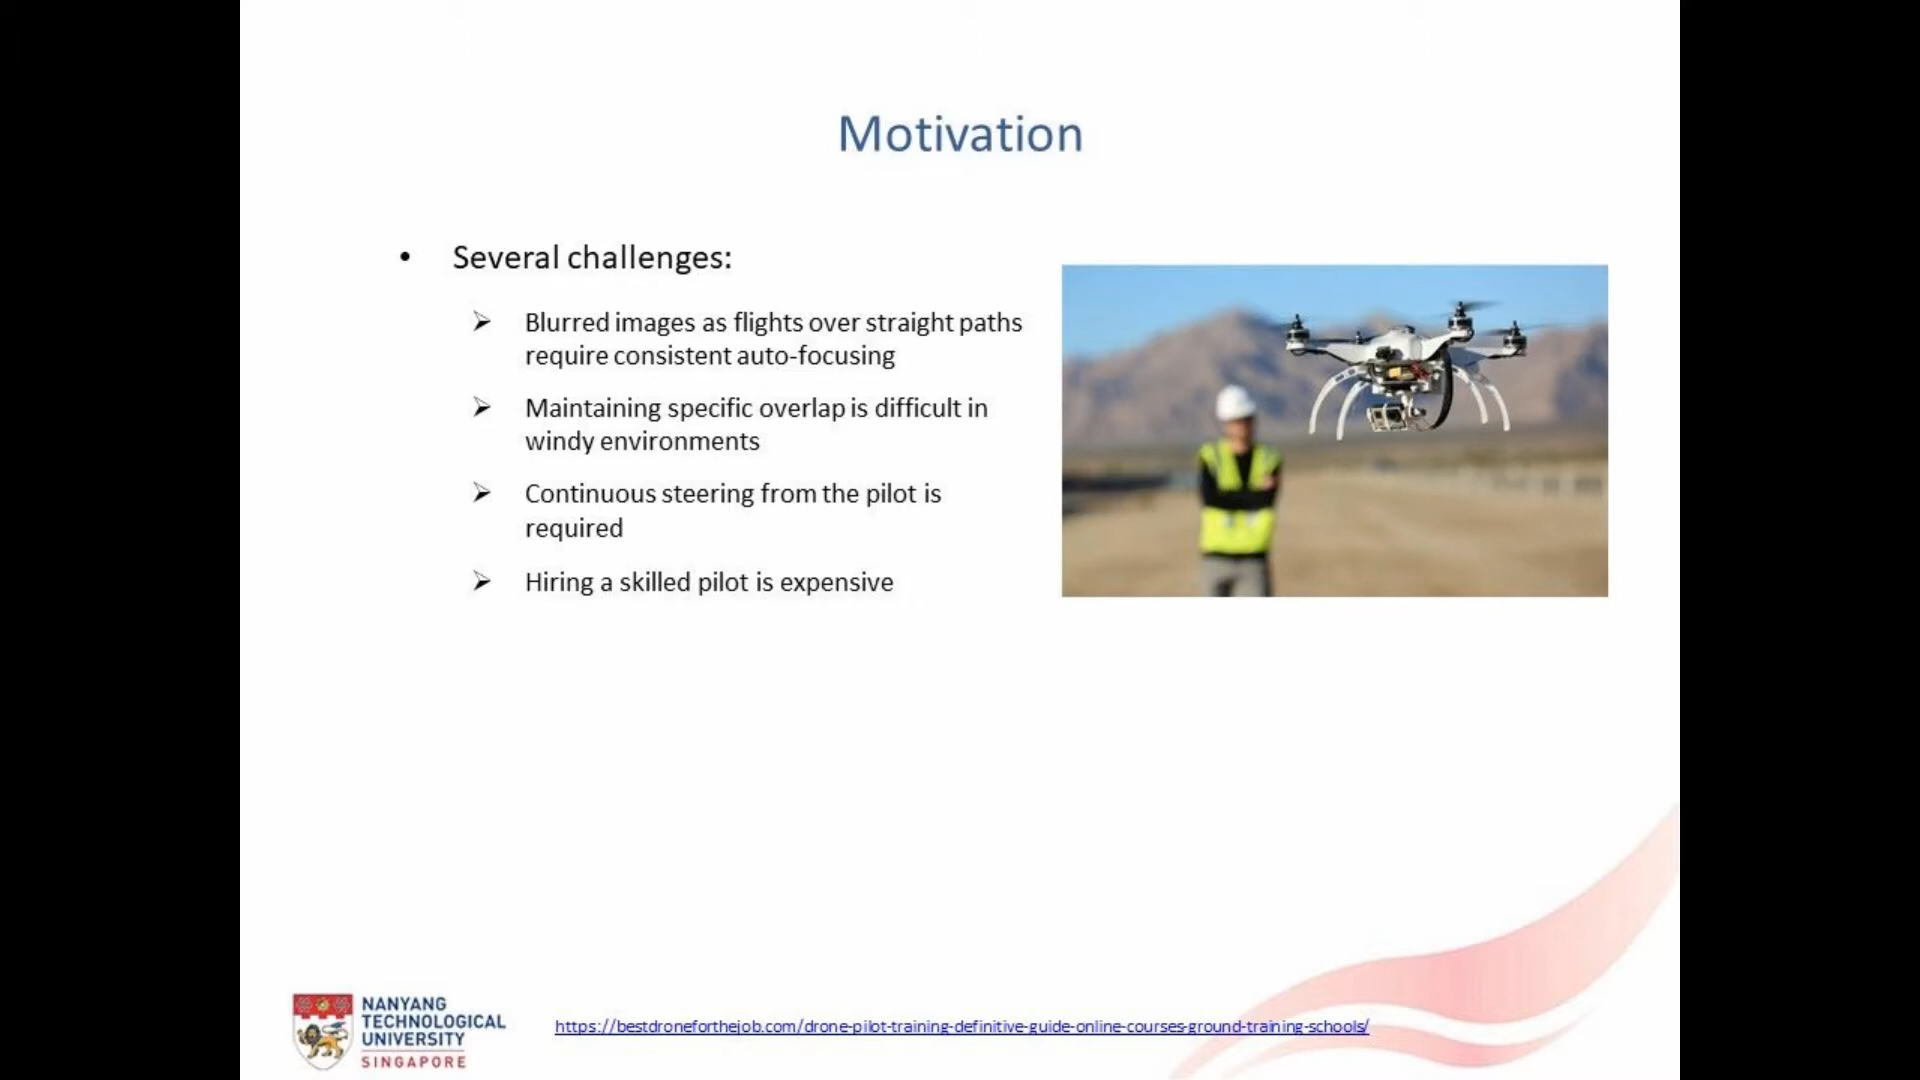 Motivation
• Several challenges:
➢ Blurred images as flights over straight paths
require consistent auto-focusing
➢ Maintaining specific overlap is difficult in
windy environments
➢ Continuous steering from the pilot is
required
➢ Hiring a skilled pilot is expensive
NANYANG
TECHNOLOGICAL
UNIVERSITY
SINGAPORE
https://bestdroneforthejob.com/drone-pilot-training-definitive-guide-online-courses-ground-training-schools/